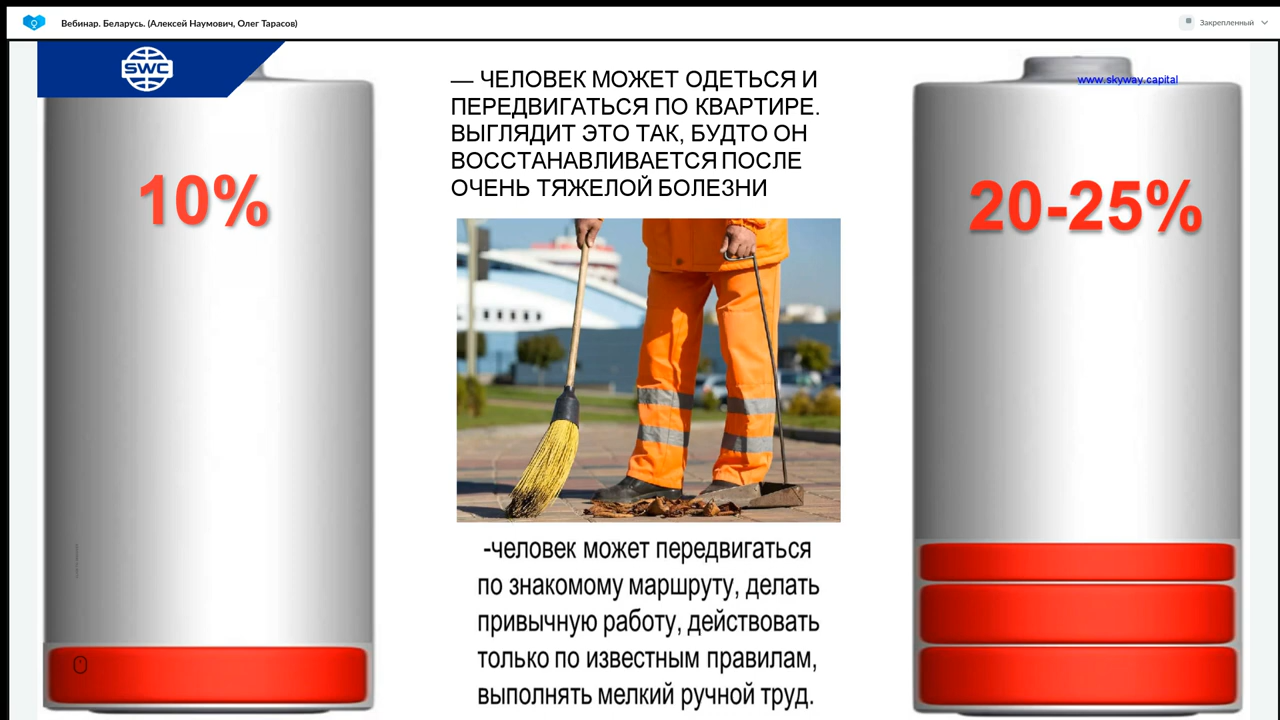 Вебинар. Беларусь. (Алексей Наумович, Олег Тарасов)
Закрепленный
SWC
www.skyway.capital
— ЧЕЛОВЕК МОЖЕТ ОДЕТЬСЯ И
ПЕРЕДВИГАТЬСЯ ПО КВАРТИРЕ.
ВЫГЛЯДИТ ЭТО ТАК, БУДТО ОН
ВОССТАНАВЛИВАЕТСЯ ПОСЛЕ
ОЧЕНЬ ТЯЖЕЛОЙ БОЛЕЗНИ
10%
20-25%
-человек может передвигаться
по знакомому маршруту, делать
привычную работу, действовать
только по известным правилам,
выполнять мелкий ручной труд.